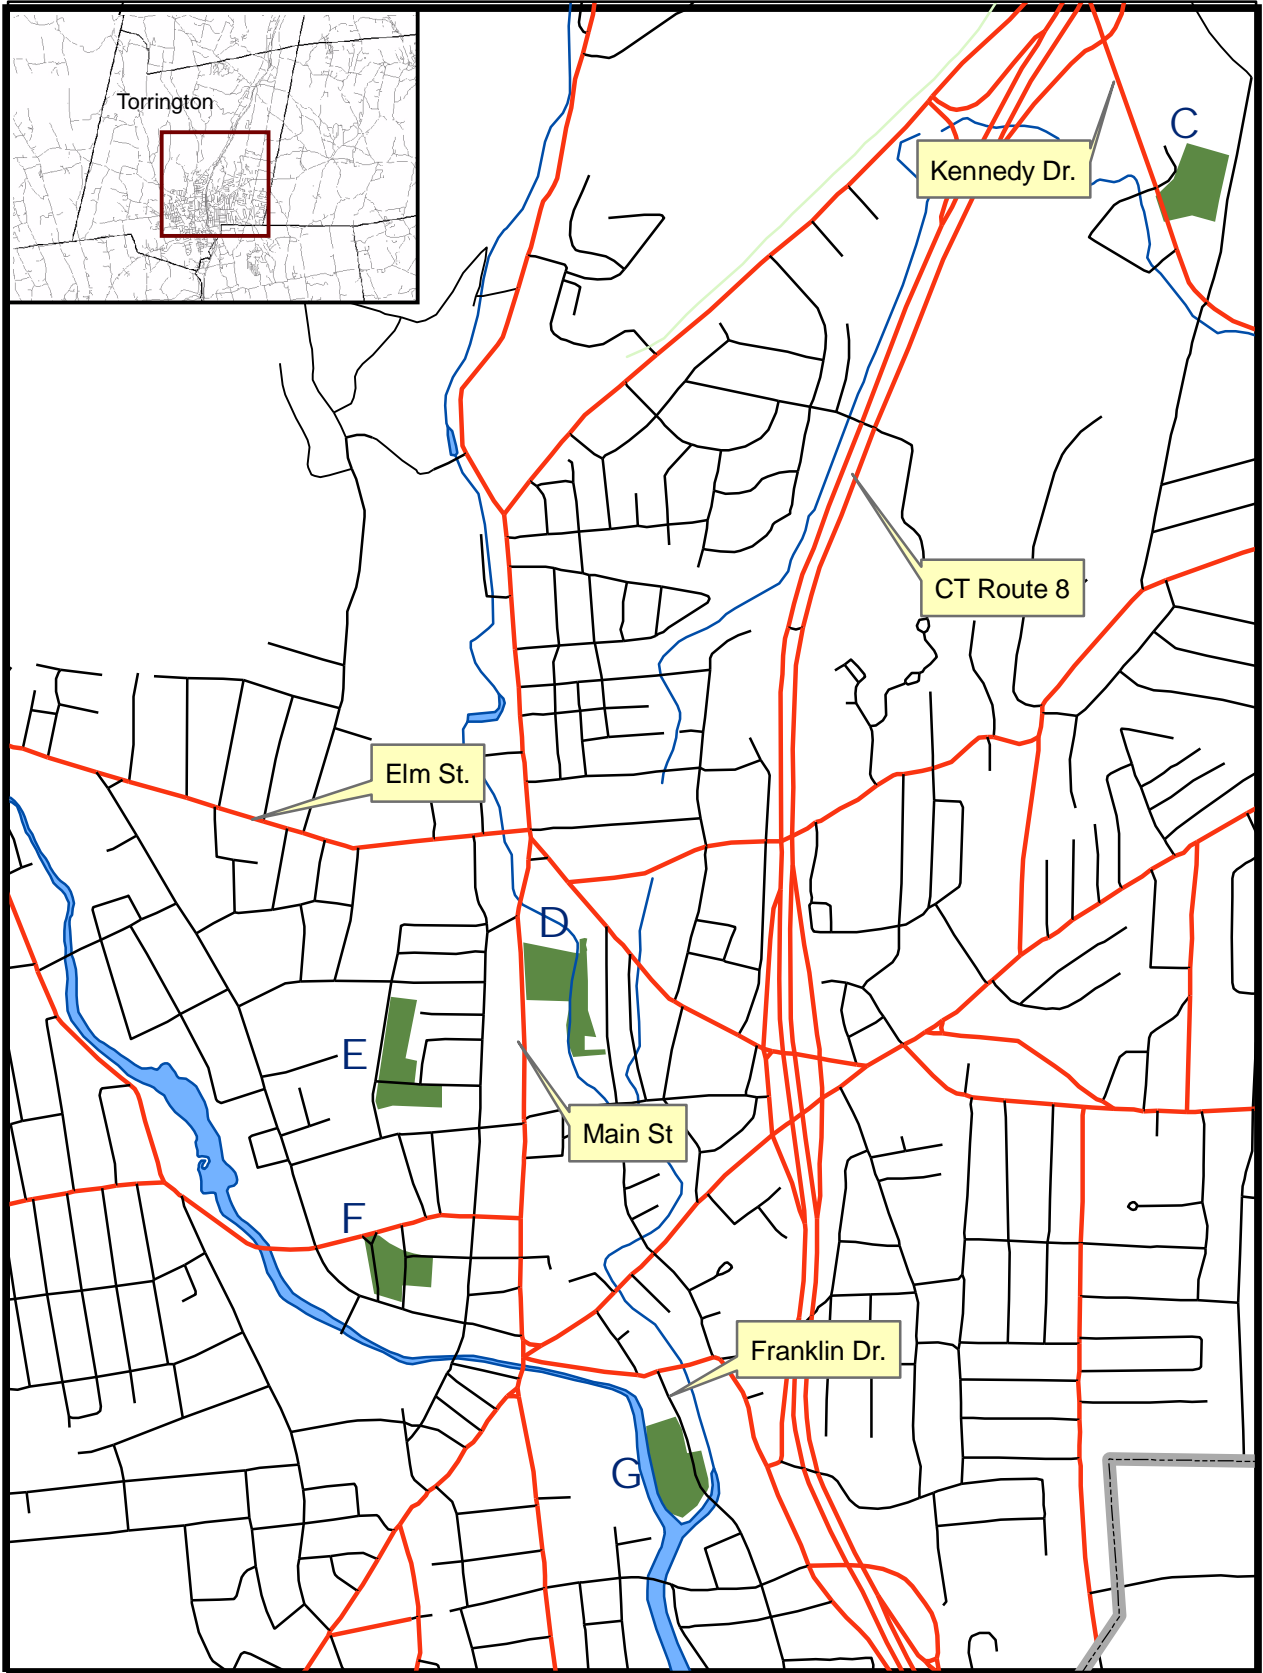 Torrington
C
Kennedy Dr.
CT Route 8
Elm St.
D
E
Main St
F
Franklin Dr.
G